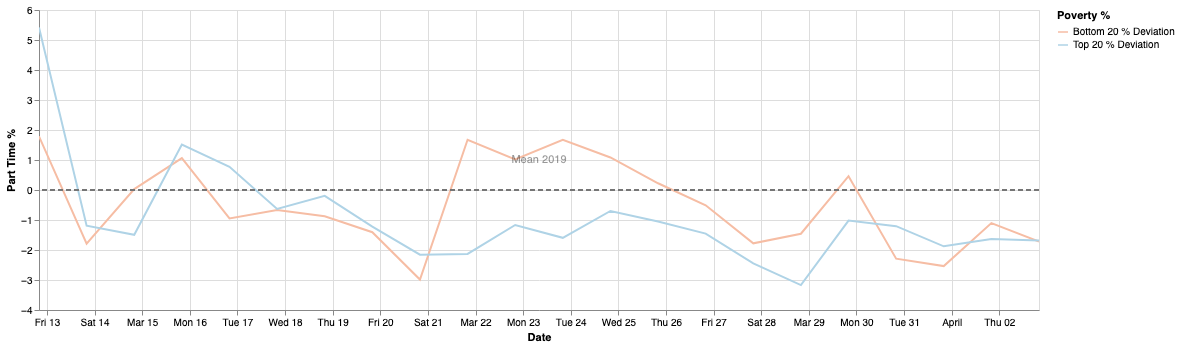 Poverty %
Bottom 20 % Deviation
Top 20 % Deviation
Part Time %
6
5
4
3
2
1
0
−1
−2
−3
−4
Mean 2019
Fri 13 Sat 14 Mar 15 Mon 16 Tue 17 Wed 18 Thu 19 Fri 20 Sat 21 Mar 22 Mon 23 Tue 24 Wed 25 Thu 26 Fri 27 Sat 28 Mar 29 Mon 30 Tue 31 April Thu 02
Date